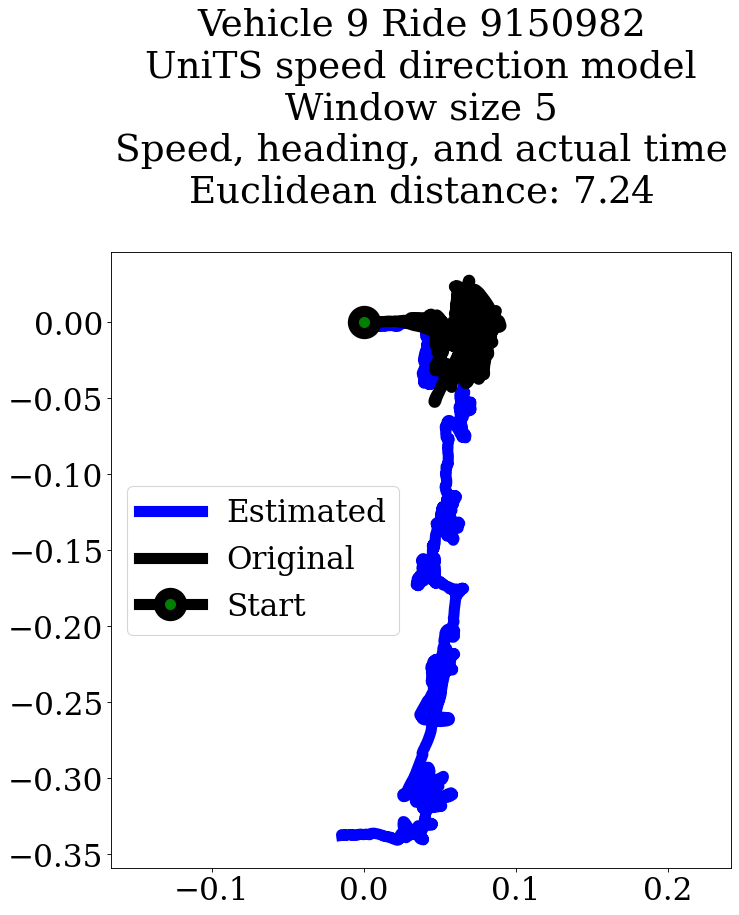 Vehicle 9 Ride 9150982
UniTS speed direction model
Window size 5
Speed, heading, and actual time
Euclidean distance: 7.24
0.00
−0.05
−0.10
−0.15
−0.20
−0.25
−0.30
−0.35
Estimated
Original
Start
−0.1
0.0
0.1
0.2